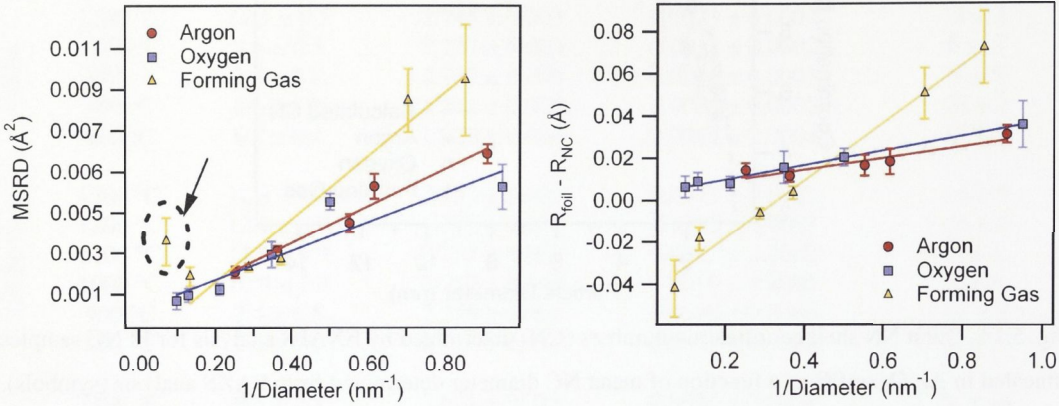 0.011
0.009
0.007
0.005
0.003
0.001
MSRD (Å²)
Argon
Oxygen
Forming Gas
0.00
0.20
0.40
0.60
0.80
1/Diameter (nm⁻¹)
0.08
0.06
0.04
0.02
0.00
-0.02
-0.04
R_foil - R_NC (Å)
Argon
Oxygen
Forming Gas
0.2
0.4
0.6
0.8
1.0
1/Diameter (nm⁻¹)